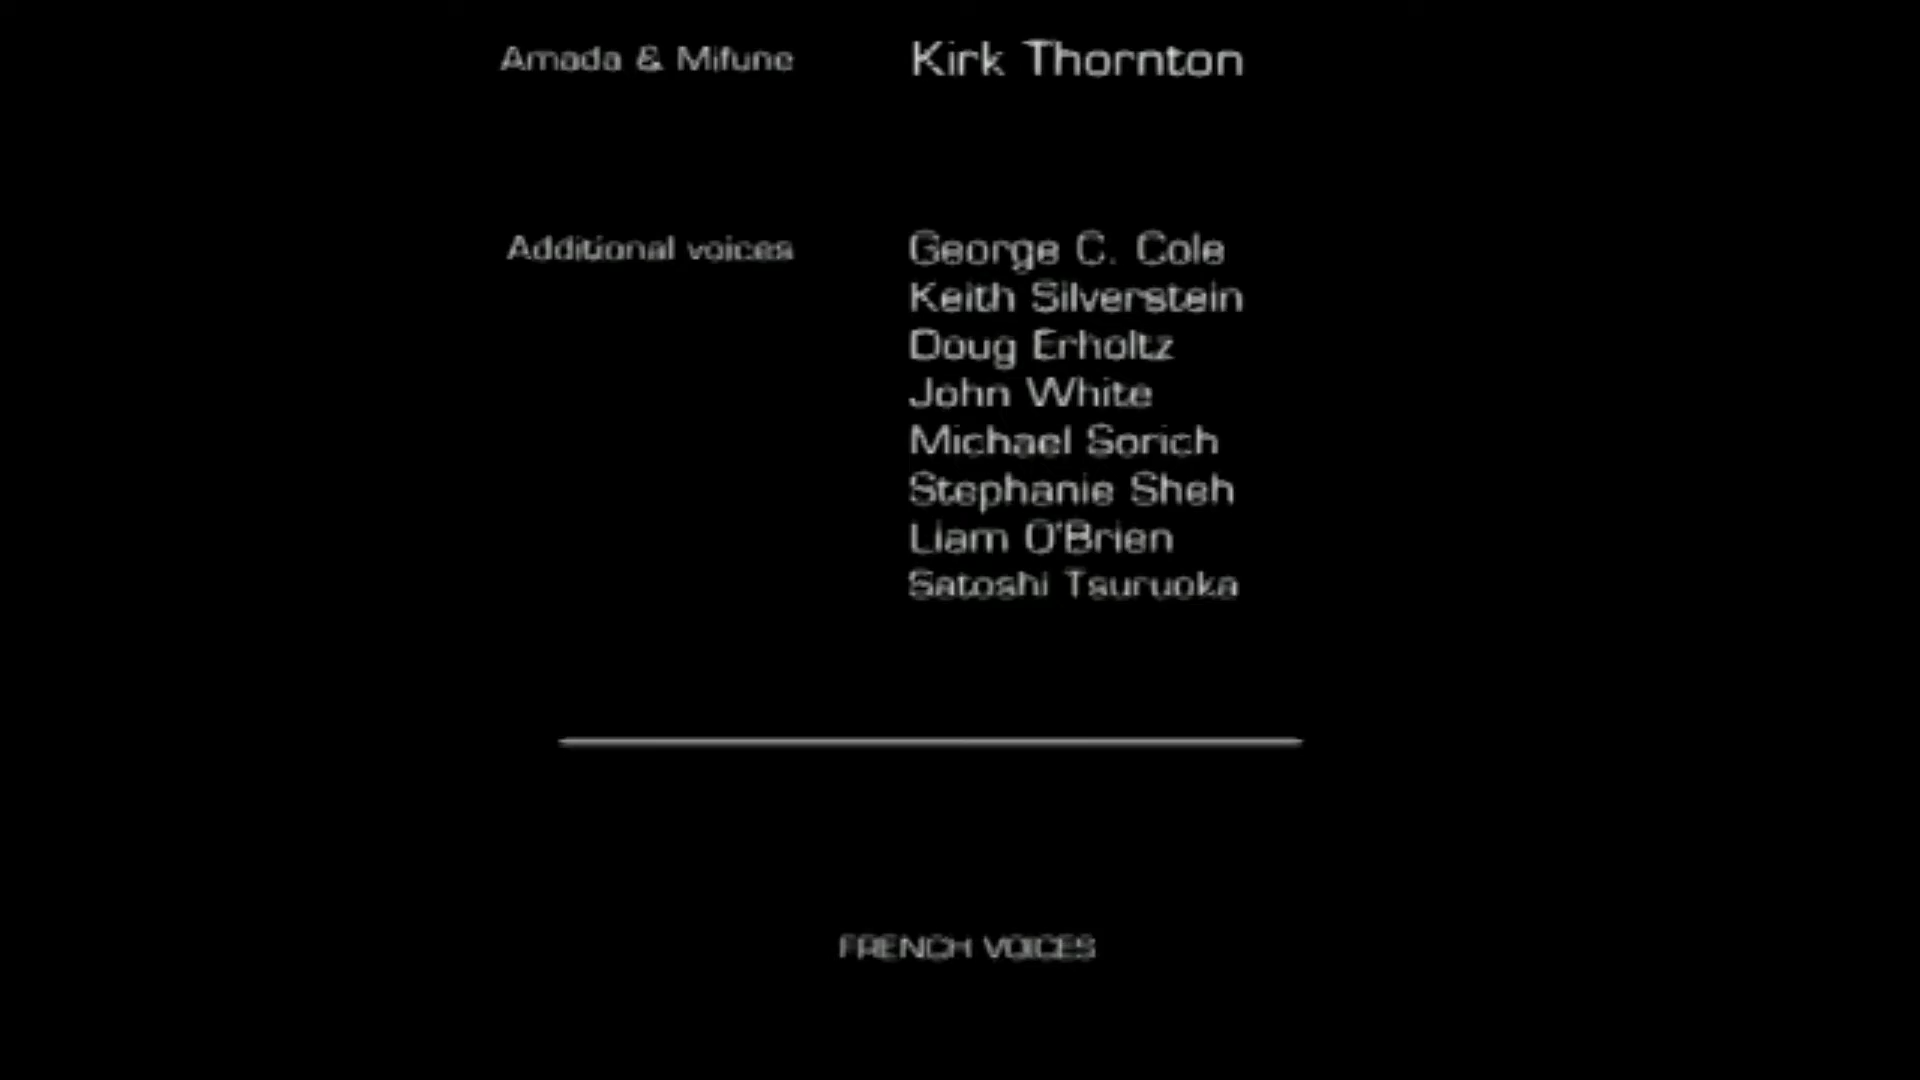 Amada & Mifune Kirk Thornton
Additional voices George C. Cole
Keith Silverstein
Doug Erholtz
John White
Michael Sorich
Stephanie Sheh
Liam O'Brien
Satoshi Tsuruoka
FRENCH VOICES